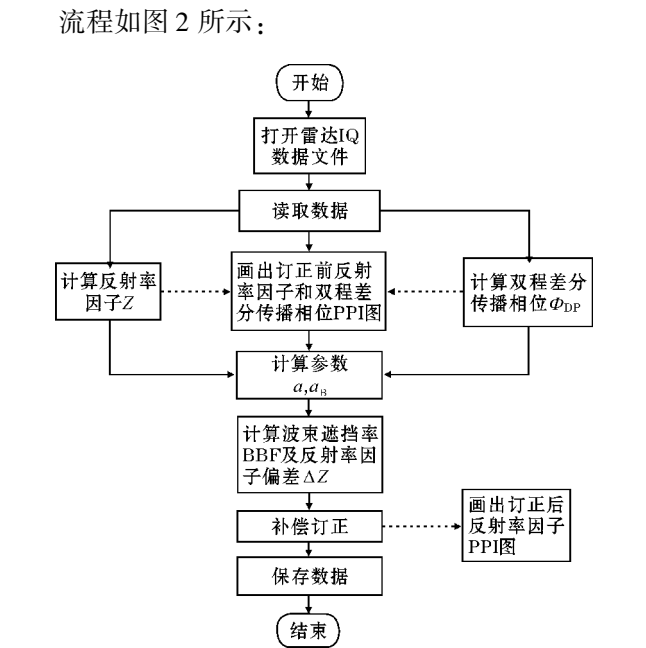 流程如图 2 所示：
开始
打开雷达IQ
数据文件
读取数据
计算反射率
因子Z
画出订正前反射
率因子和双程差
分传播相位PPI图
计算双程差分
传播相位Φ_DP
计算参数
a,a_B
计算波束遮挡率
BBF及反射率因
子偏差ΔZ
补偿订正
画出订正后
反射率因子
PPI图
保存数据
结束